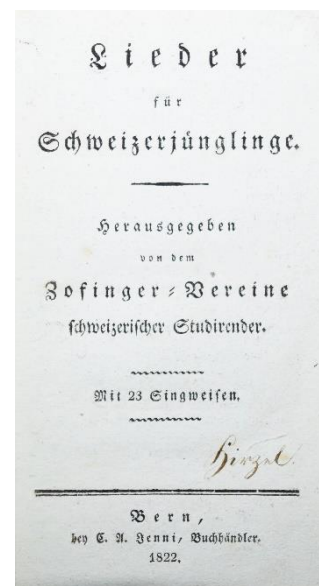 Lieder
für
Schweizerjünglinge.
Herausgegeben
von dem
Zofinger-Vereine
schweizerischer Studirender.
Mit 23 Singweisen.
Hirzel.
Bern,
bey C. A. Jenni, Buchhändler.
1822.